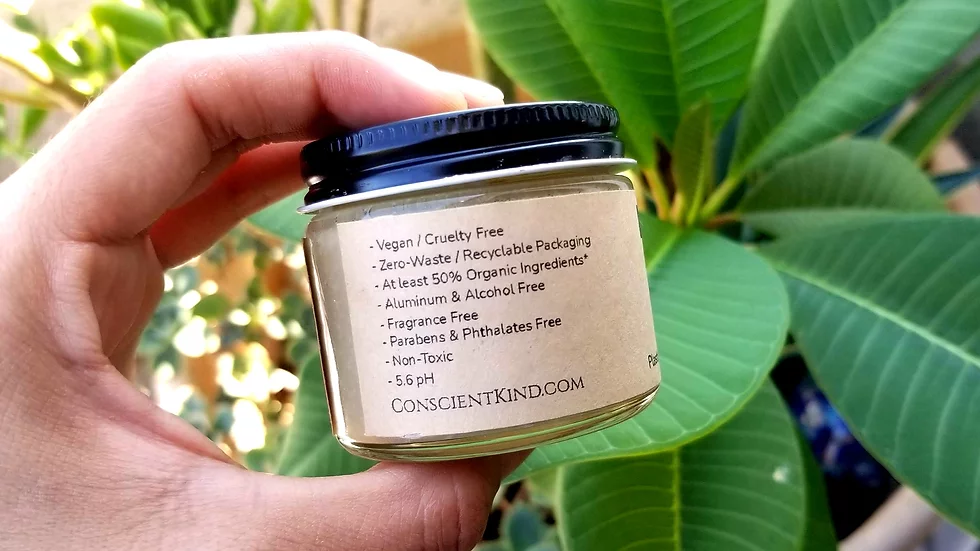 - Vegan / Cruelty Free
- Zero-Waste / Recyclable Packaging
- At least 50% Organic Ingredients*
- Aluminum & Alcohol Free
- Fragrance Free
- Parabens & Phthalates Free
- Non-Toxic
- 5.6 pH
ConscientKind.com